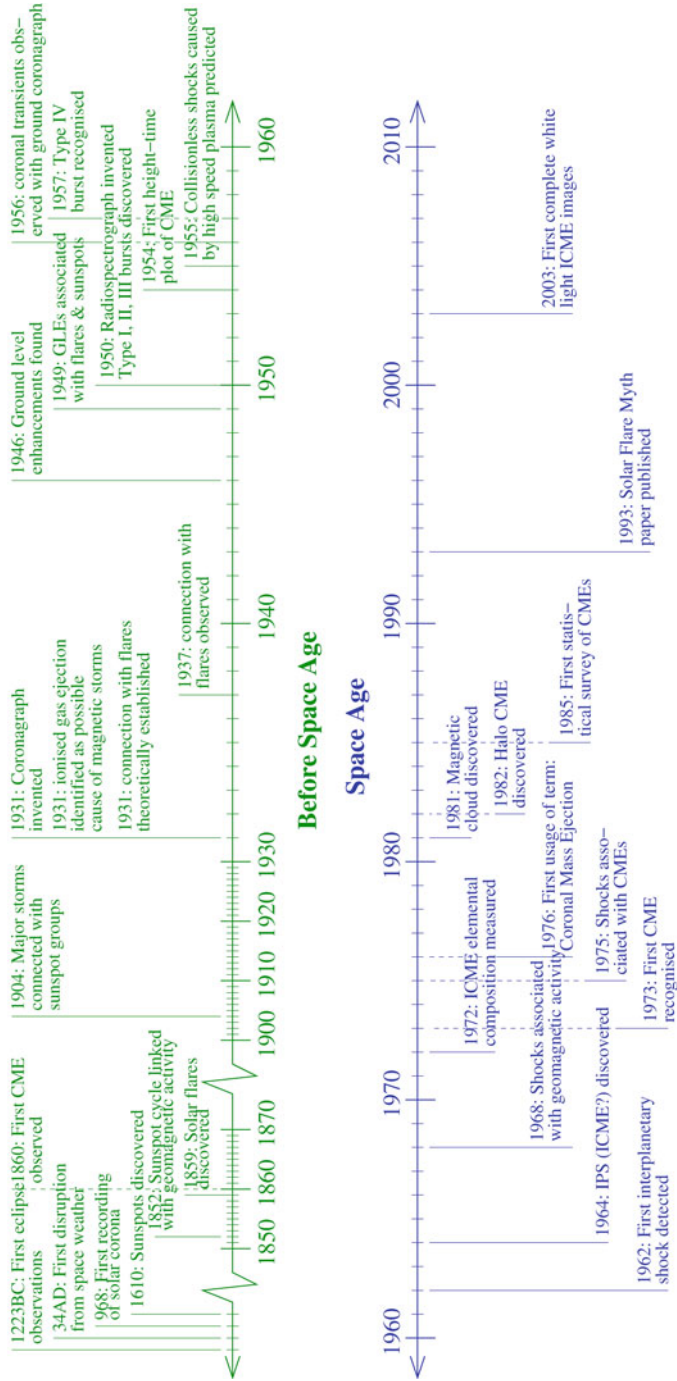 1223BC: First eclipse
observations
34AD: First disruption
from space weather
968: First recording
of solar corona
1610: Sunspots discovered
1852: Sunspot cycle linked
with geomagnetic activity
1859: Solar flares
discovered
1860: First CME
observed
1904: Major storms
connected with
sunspot groups
1931: Coronagraph
invented
1931: ionised gas ejection
identified as possible
cause of magnetic storms
1931: connection with flares
theoretically established
1937: connection with
flares observed
1946: Ground level
enhancements found
1949: GLEs associated
with flares & sunspots
1950: Radiospectrograph invented
Type I, II, III bursts discovered
1954: First height-time
plot of CME
1955: Collisionless shocks caused
by high speed plasma predicted
1956: coronal transients obs-
erved with ground coronagraph
1957: Type IV
burst recognised
1850 1860 1870 1900 1910 1920 1930 1940 1950 1960
Before Space Age
Space Age
1960 1970 1980 1990 2000 2010
1962: First interplanetary
shock detected
1964: IPS (ICME?) discovered
1968: Shocks associated
with geomagnetic activity
1972: ICME elemental
composition measured
1973: First CME
recognised
1975: Shocks asso-
ciated with CMEs
1976: First usage of term:
Coronal Mass Ejection
1981: Magnetic
cloud discovered
1982: Halo CME
discovered
1985: First statis-
tical survey of CMEs
1993: Solar Flare Myth
paper published
2003: First complete white
light ICME images